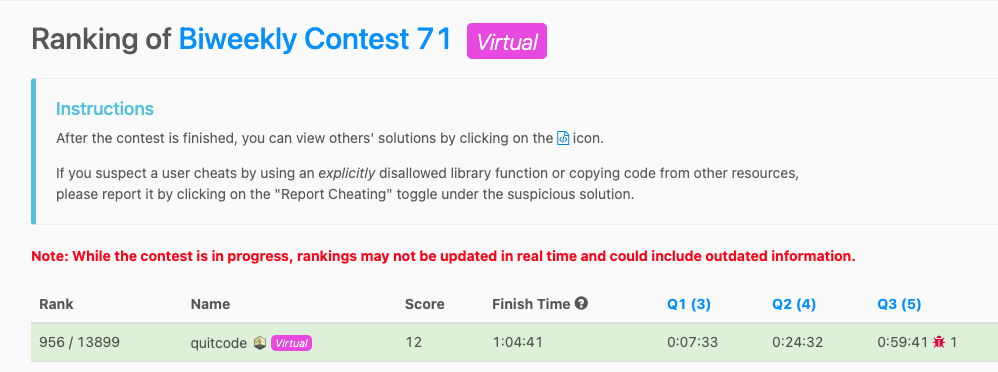 Ranking of Biweekly Contest 71 Virtual
Instructions
After the contest is finished, you can view others' solutions by clicking on the icon.
If you suspect a user cheats by using an explicitly disallowed library function or copying code from other resources,
please report it by clicking on the "Report Cheating" toggle under the suspicious solution.
Note: While the contest is in progress, rankings may not be updated in real time and could include outdated information.
Rank Name Score Finish Time Q1 (3) Q2 (4) Q3 (5)
956 / 13899 quitcode Virtual 12 1:04:41 0:07:33 0:24:32 0:59:41 1